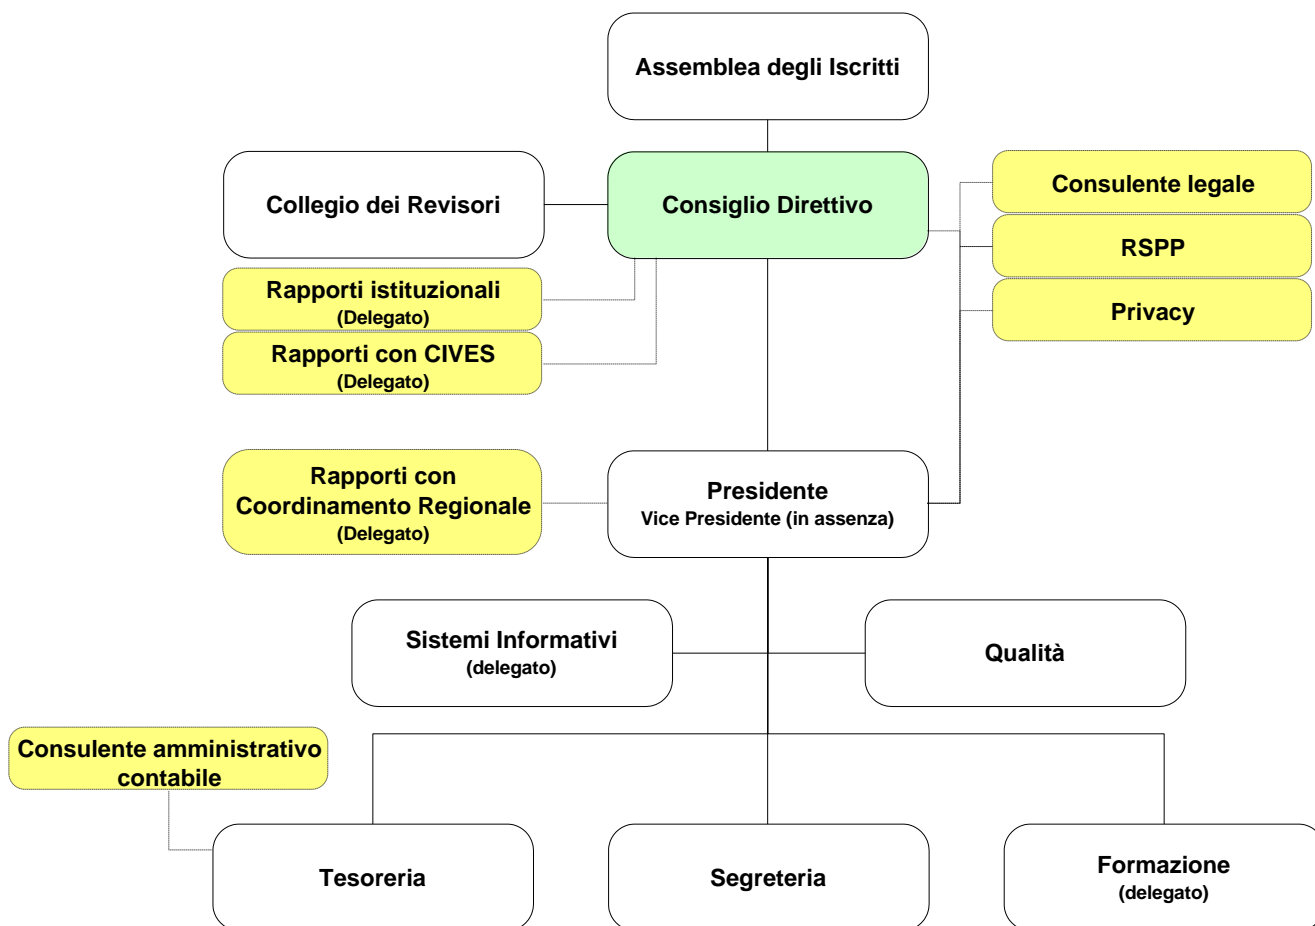 Assemblea degli Iscritti
Collegio dei Revisori
Consiglio Direttivo
Consulente legale
RSPP
Privacy
Rapporti istituzionali
(Delegato)
Rapporti con CIVES
(Delegato)
Rapporti con
Coordinamento Regionale
(Delegato)
Presidente
Vice Presidente (in assenza)
Sistemi Informativi
(delegato)
Qualità
Consulente amministrativo
contabile
Tesoreria
Segreteria
Formazione
(delegato)